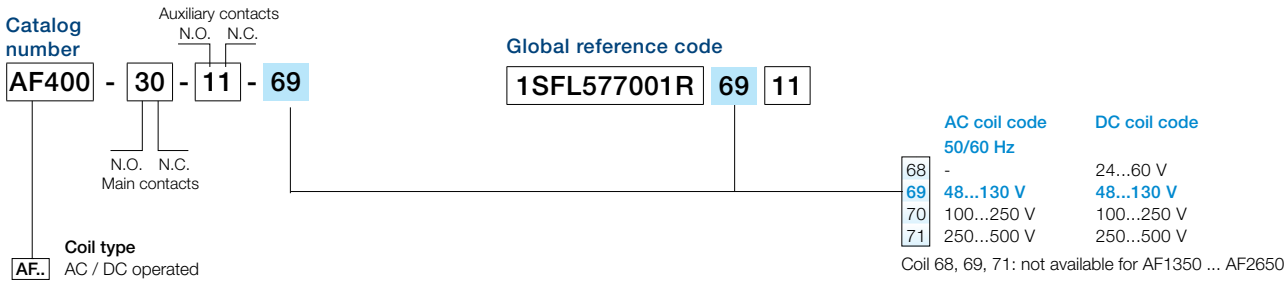 Catalog
number
Auxiliary contacts
N.O. N.C.
AF400 - 30 - 11 - 69
N.O. N.C.
Main contacts
Coil type
AF.. AC / DC operated
Global reference code
1SFL577001R 69 11
AC coil code DC coil code
50/60 Hz
68 - 24...60 V
69 48...130 V 48...130 V
70 100...250 V 100...250 V
71 250...500 V 250...500 V
Coil 68, 69, 71: not available for AF1350 ... AF2650